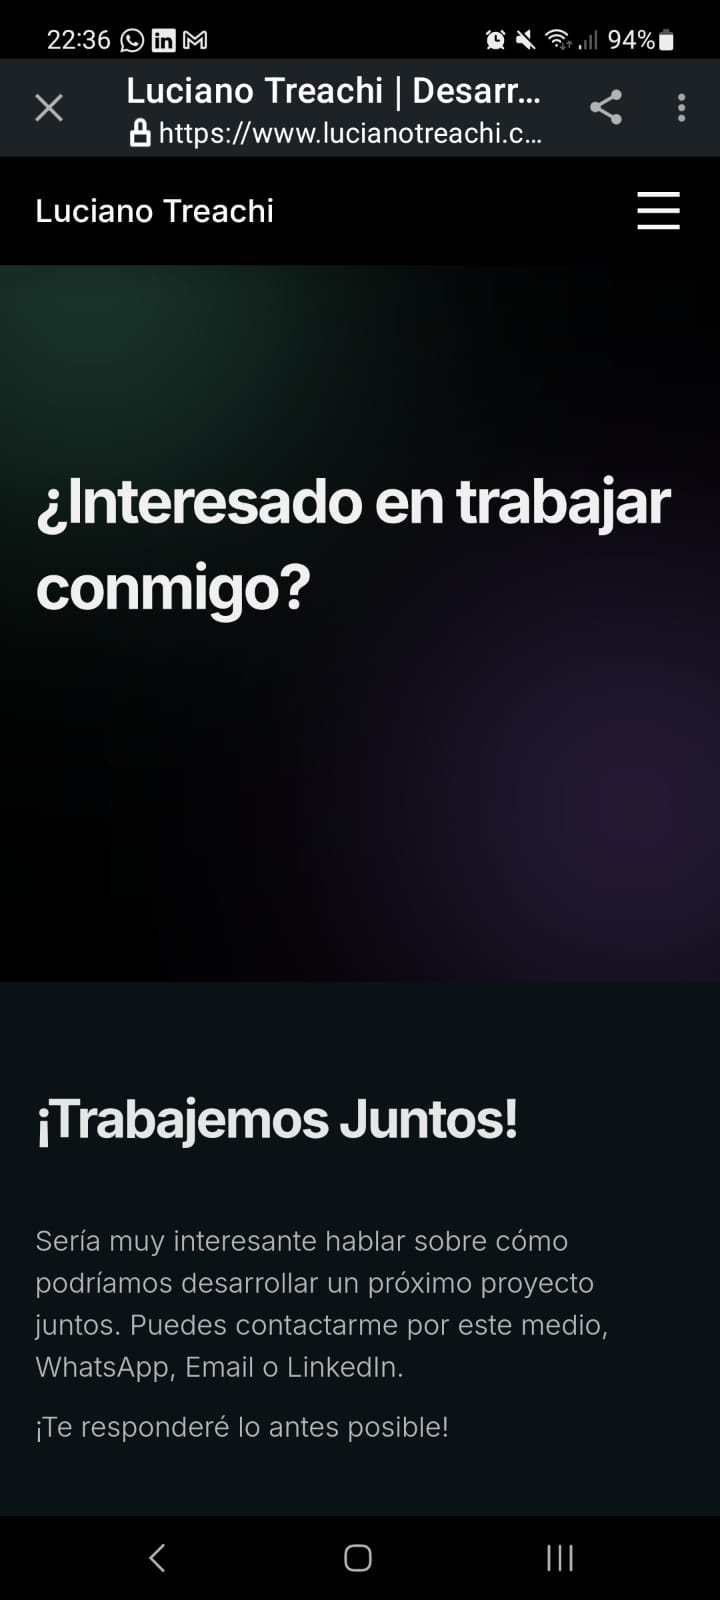 22:36
94%
Luciano Treachi | Desarr...
https://www.lucianotreachi.c...
Luciano Treachi
¿Interesado en trabajar
conmigo?
¡Trabajemos Juntos!
Sería muy interesante hablar sobre cómo
podríamos desarrollar un próximo proyecto
juntos. Puedes contactarme por este medio,
WhatsApp, Email o LinkedIn.
¡Te responderé lo antes posible!